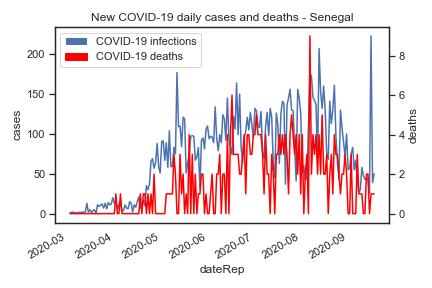 New COVID-19 daily cases and deaths - Senegal
COVID-19 infections
COVID-19 deaths
200
150
100
50
0
cases
8
6
4
2
0
deaths
2020-03
2020-04
2020-05
2020-06
2020-07
2020-08
2020-09
dateRep